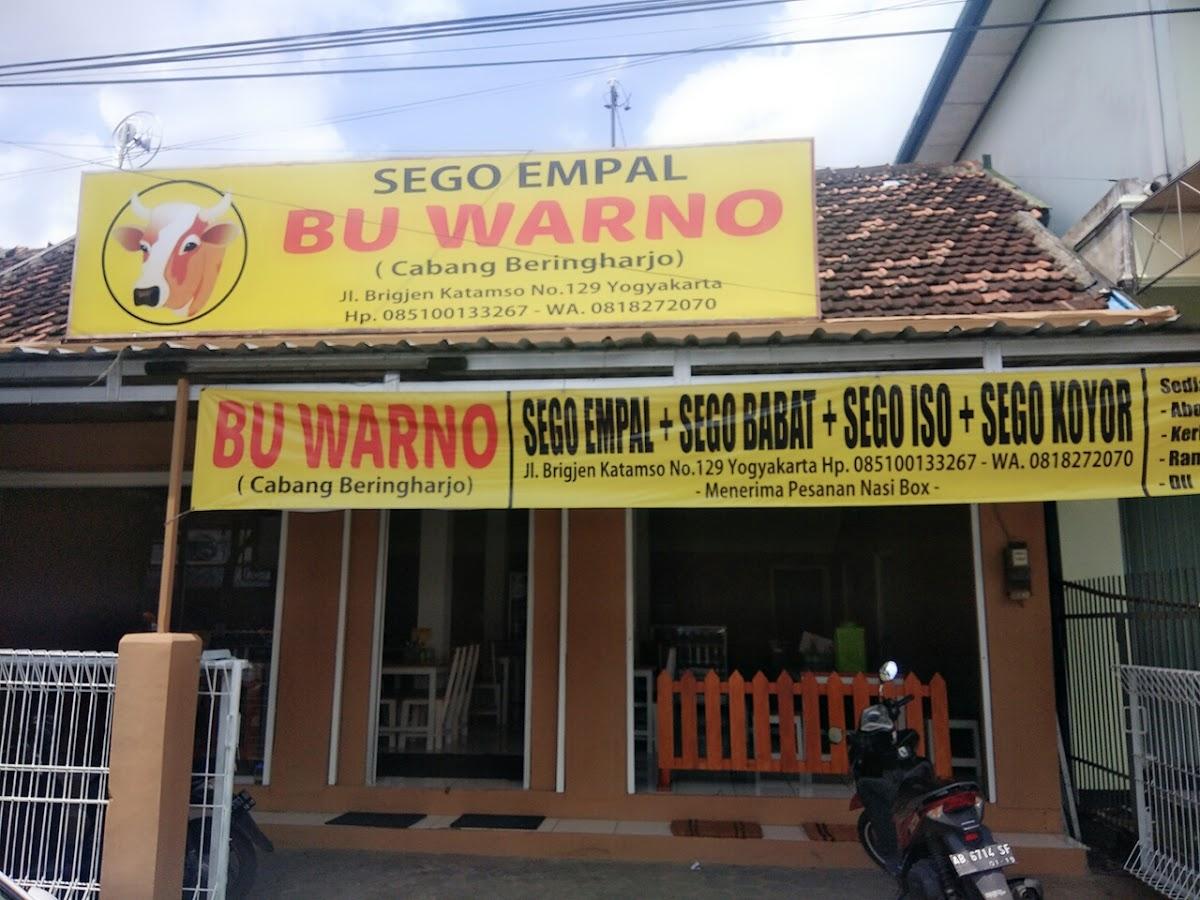 SEGO EMPAL
BU WARNO
( Cabang Beringharjo)
Jl. Brigjen Katamso No.129 Yogyakarta
Hp. 085100133267 - WA. 0818272070
BU WARNO
( Cabang Beringharjo)
SEGO EMPAL + SEGO BABAT + SEGO ISO + SEGO KOYOR
Jl. Brigjen Katamso No.129 Yogyakarta Hp. 085100133267 - WA. 0818272070
- Menerima Pesanan Nasi Box -
AB 6714 SF
01-19